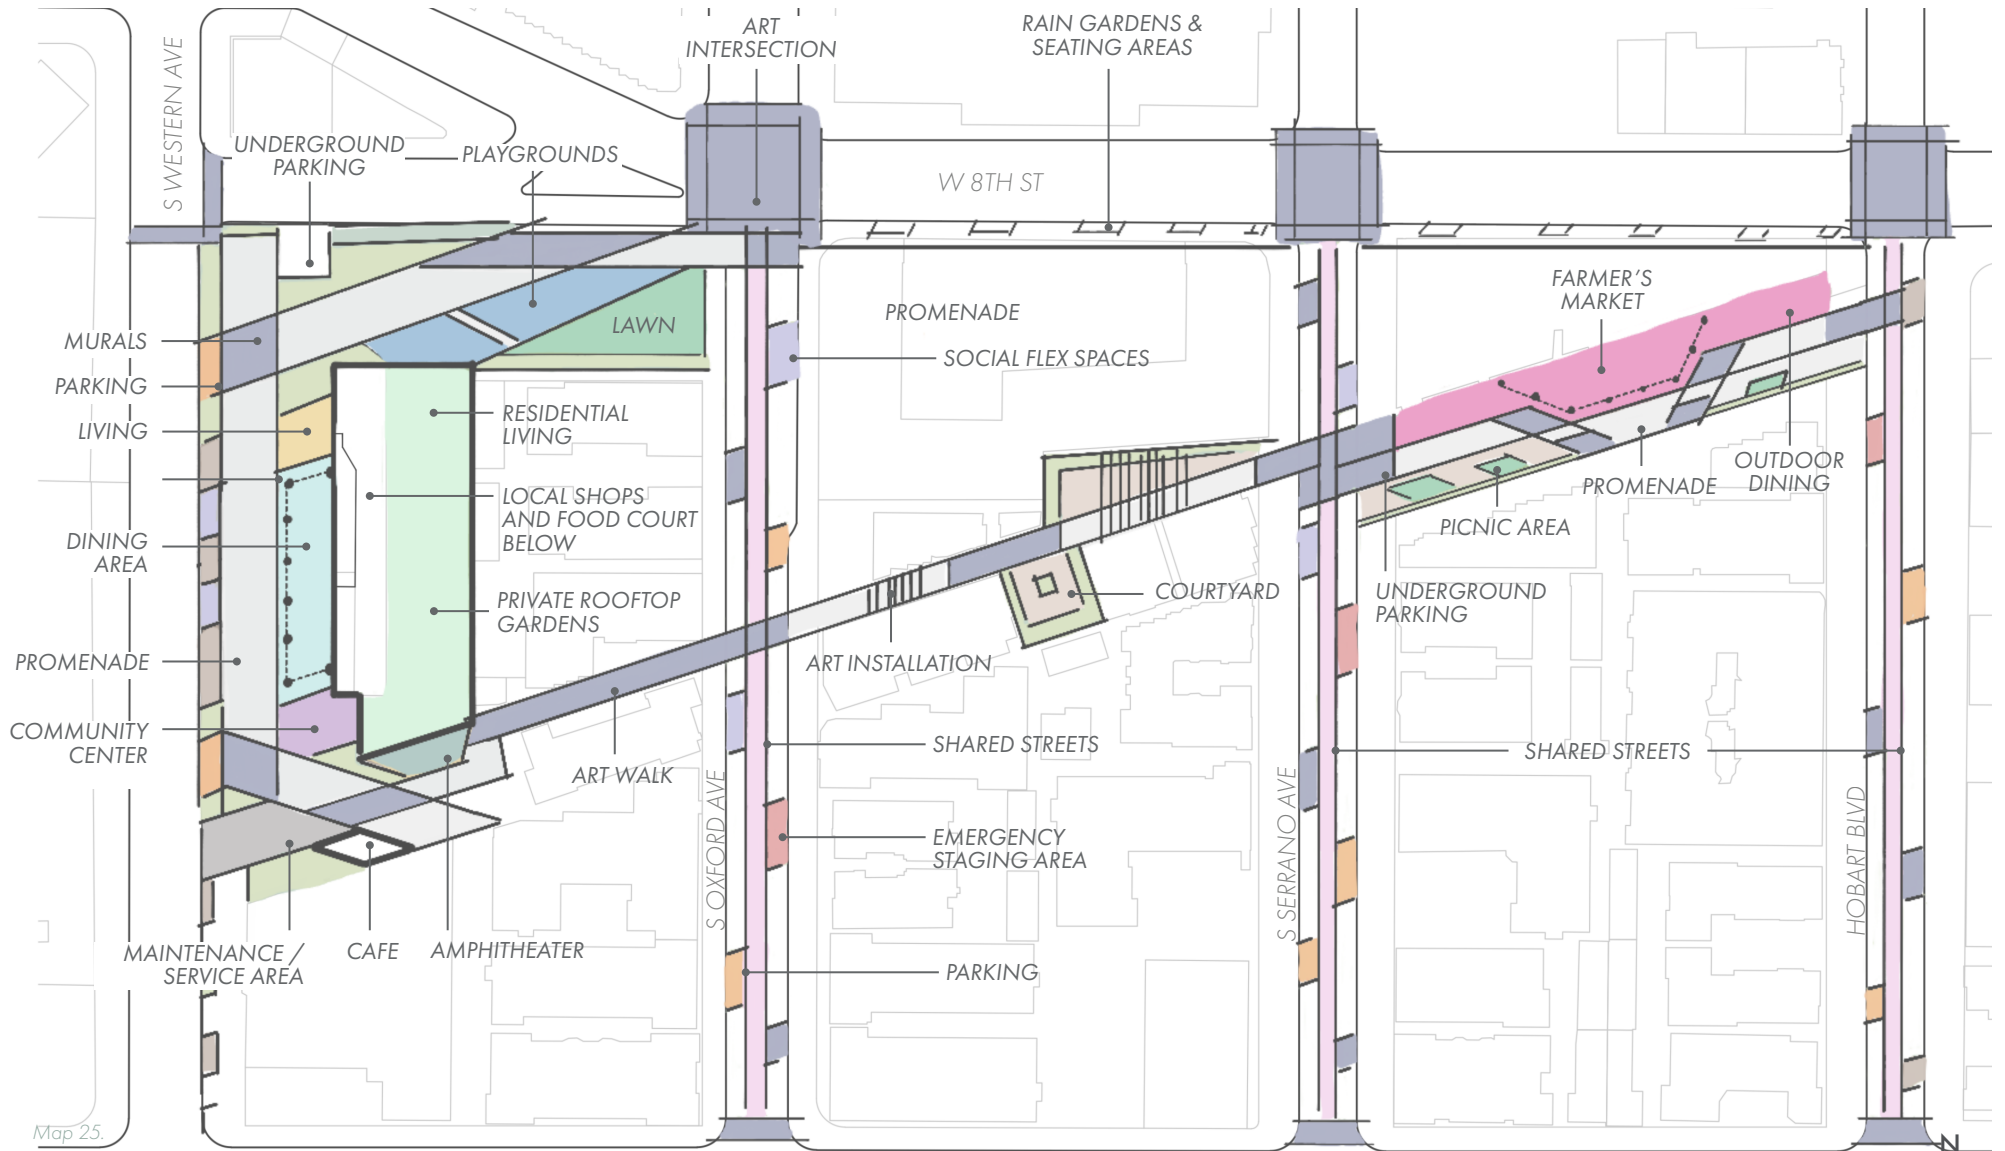 ART
INTERSECTION
RAIN GARDENS &
SEATING AREAS
S WESTERN AVE
UNDERGROUND
PARKING
PLAYGROUNDS
W 8TH ST
FARMER'S
MARKET
PROMENADE
LAWN
MURALS
SOCIAL FLEX SPACES
PARKING
RESIDENTIAL
LIVING
LIVING
OUTDOOR
DINING
PROMENADE
LOCAL SHOPS
AND FOOD COURT
BELOW
PICNIC AREA
DINING
AREA
COURTYARD
UNDERGROUND
PARKING
PRIVATE ROOFTOP
GARDENS
PROMENADE
ART INSTALLATION
COMMUNITY
CENTER
SHARED STREETS
SHARED STREETS
ART WALK
S OXFORD AVE
S SERRANO AVE
HOBART BLVD
EMERGENCY
STAGING AREA
MAINTENANCE /
SERVICE AREA
CAFE
AMPHITHEATER
PARKING
Map 25.
N